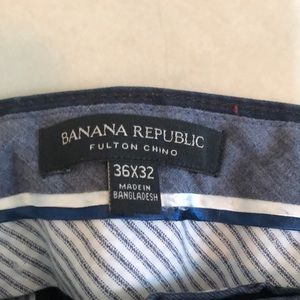 BANANA REPUBLIC
FULTON CHINO
36X32
MADE IN
BANGLADESH